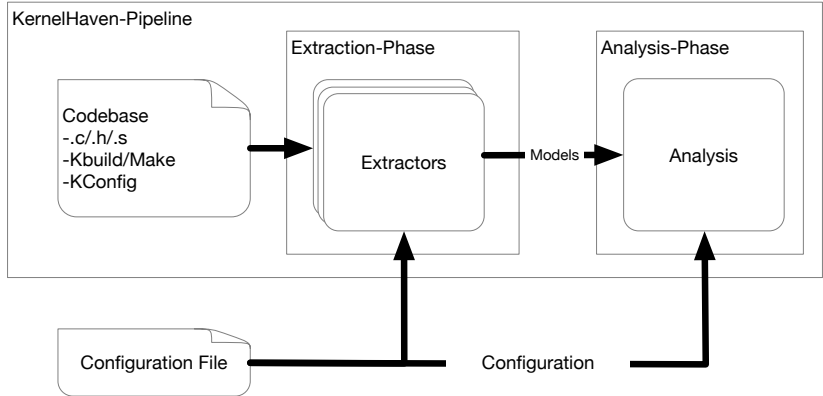 KernelHaven-Pipeline
Extraction-Phase
Analysis-Phase
Codebase
-.c/.h/.s
-Kbuild/Make
-KConfig
Extractors
Models
Analysis
Configuration File
Configuration